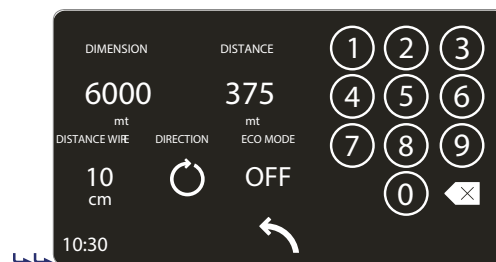 DIMENSION DISTANCE 1 2 3
6000 375 4 5 6
mt mt
DISTANCE WIRE DIRECTION ECO MODE 7 8 9
10 OFF 0
cm
10:30